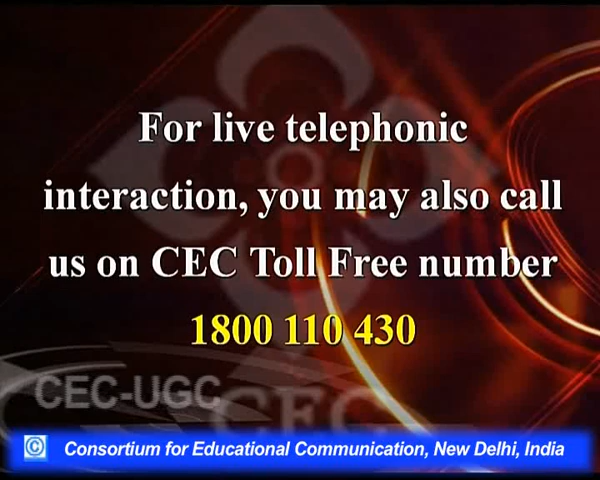 For live telephonic
interaction, you may also call
us on CEC Toll Free number
1800 110 430
CEC-UGC
CEC
© Consortium for Educational Communication, New Delhi, India